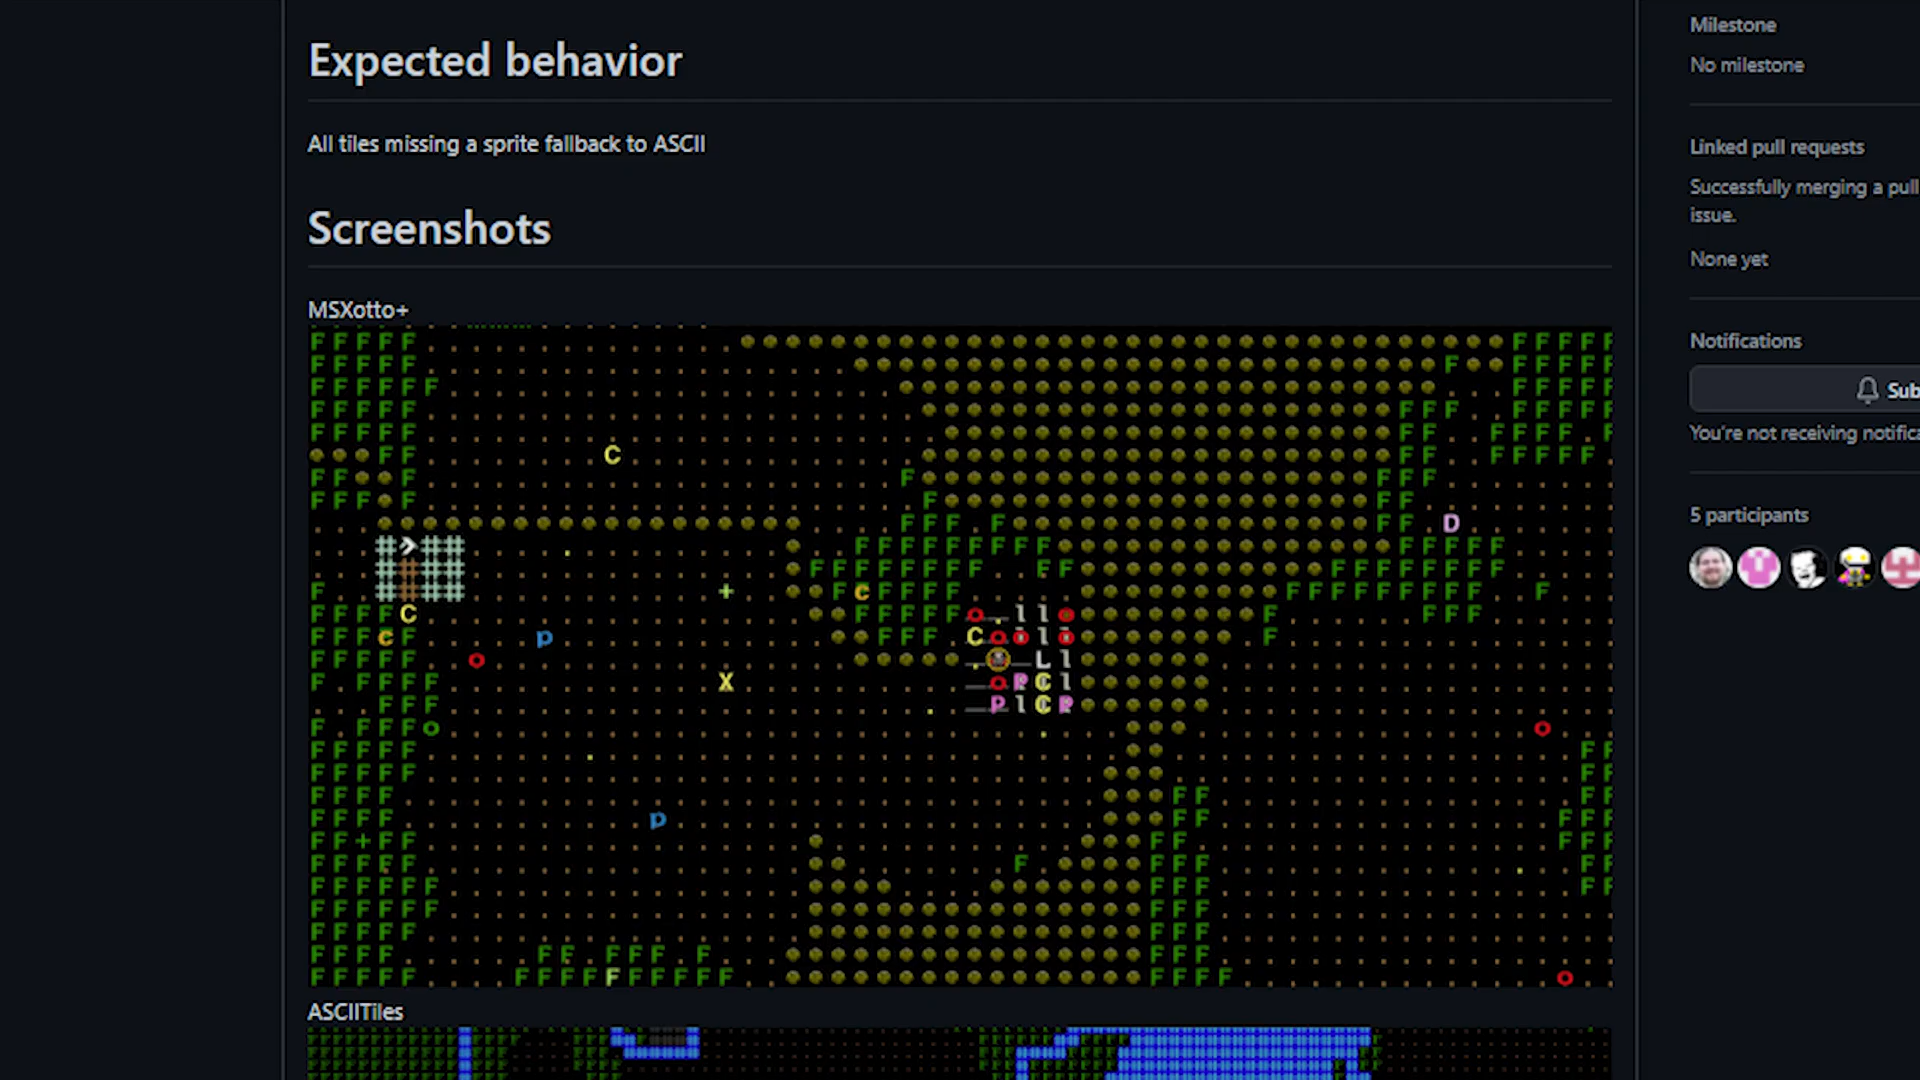 Expected behavior
All tiles missing a sprite fallback to ASCII
Screenshots
MSXotto+
ASCIITiles
Milestone
No milestone
Linked pull requests
Successfully merging a pull
issue.
None yet
Notifications
Sub
You're not receiving notifica
5 participants